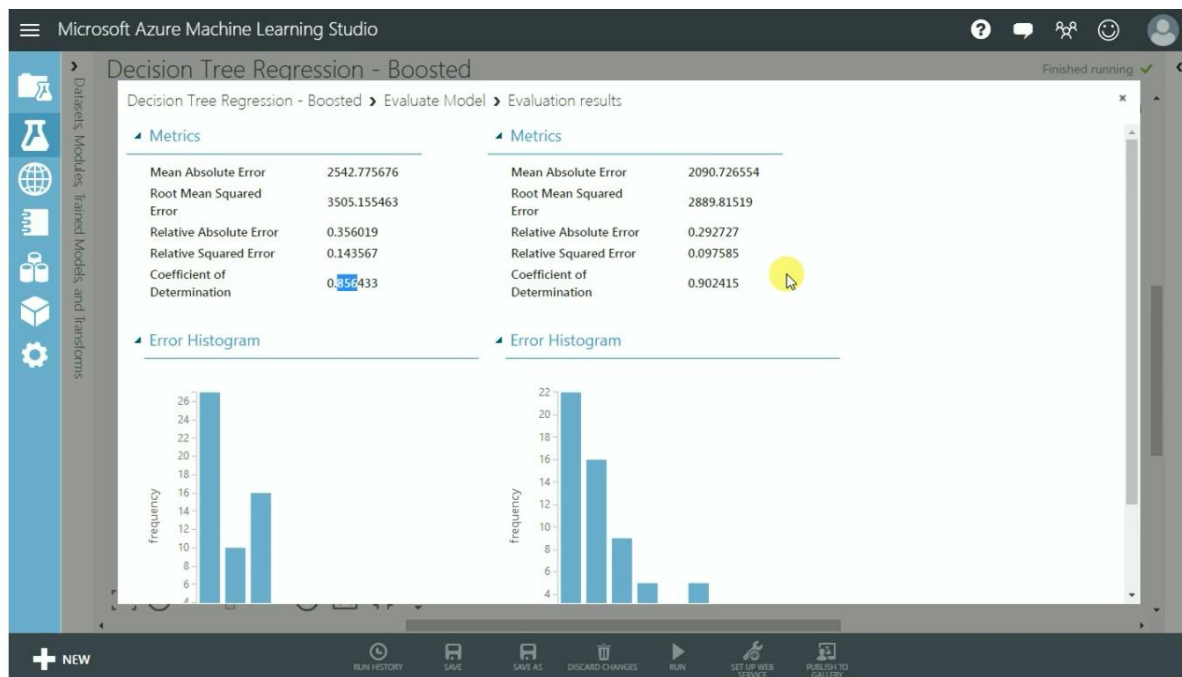 Microsoft Azure Machine Learning Studio
Decision Tree Regression - Boosted
Finished running
Datasets, Modules, Trained Models, and Transforms
Decision Tree Regression - Boosted > Evaluate Model > Evaluation results
Metrics
Mean Absolute Error 2542.775676
Root Mean Squared
Error
3505.155463
Relative Absolute Error 0.356019
Relative Squared Error 0.143567
Coefficient of
Determination
0.856433
Error Histogram
26
24
22
20
18
16
14
12
10
8
6
4
frequency
Metrics
Mean Absolute Error 2090.726554
Root Mean Squared
Error
2889.81519
Relative Absolute Error 0.292727
Relative Squared Error 0.097585
Coefficient of
Determination
0.902415
Error Histogram
22
20
18
16
14
12
10
8
6
4
frequency
NEW
RUN HISTORY
SAVE
SAVE AS
DISCARD CHANGES
RUN
SET UP WEB
SERVICE
PUBLISH TO
GALLERY